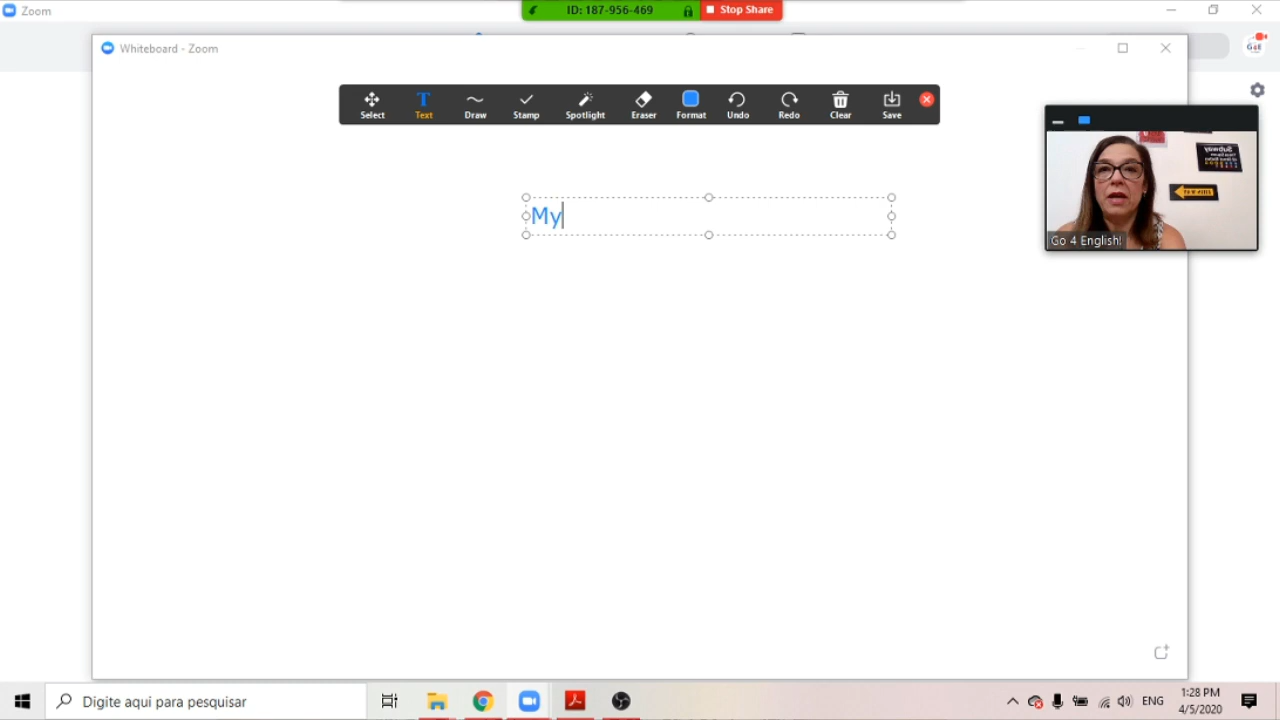 Zoom
ID: 187-956-469
Stop Share
Whiteboard - Zoom
Select
Text
Draw
Stamp
Spotlight
Eraser
Format
Undo
Redo
Clear
Save
My
Go 4 English!
Digite aqui para pesquisar
ENG
1:28 PM
4/5/2020